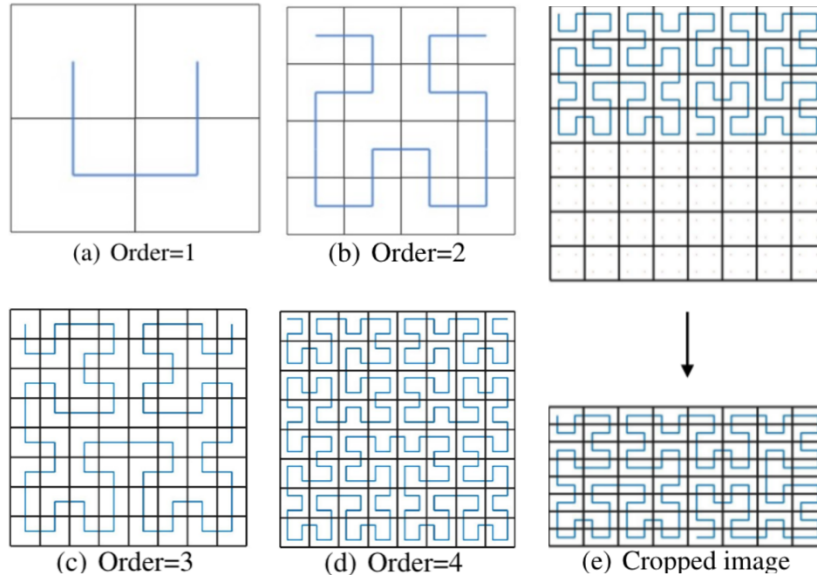 (a) Order=1
(b) Order=2
(c) Order=3
(d) Order=4
(e) Cropped image